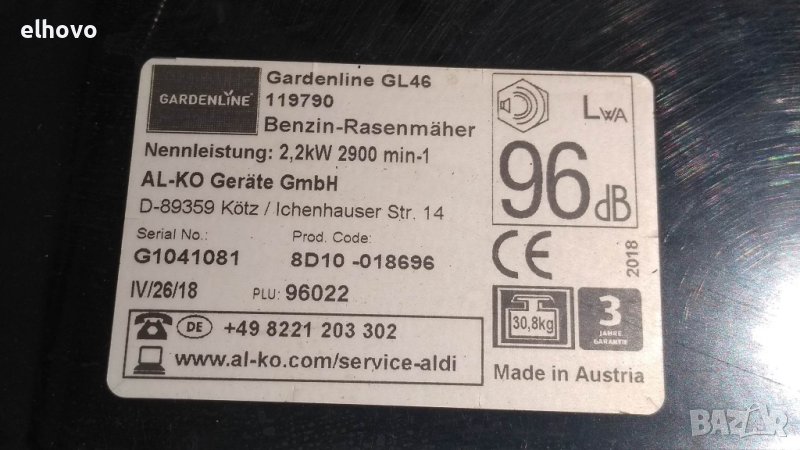 elhovo
GARDENLINE®
Gardenline GL46
119790
Benzin-Rasenmäher
Nennleistung: 2,2kW 2900 min-1
AL-KO Geräte GmbH
D-89359 Kötz / Ichenhauser Str. 14
Serial No.: Prod. Code:
G1041081 8D10 -018696
IV/26/18 PLU: 96022
DE +49 8221 203 302
www.al-ko.com/service-aldi
LWA
96 dB
CE 2018
30,8kg
3
JAHRE
GARANTIE
Made in Austria
BAZAR